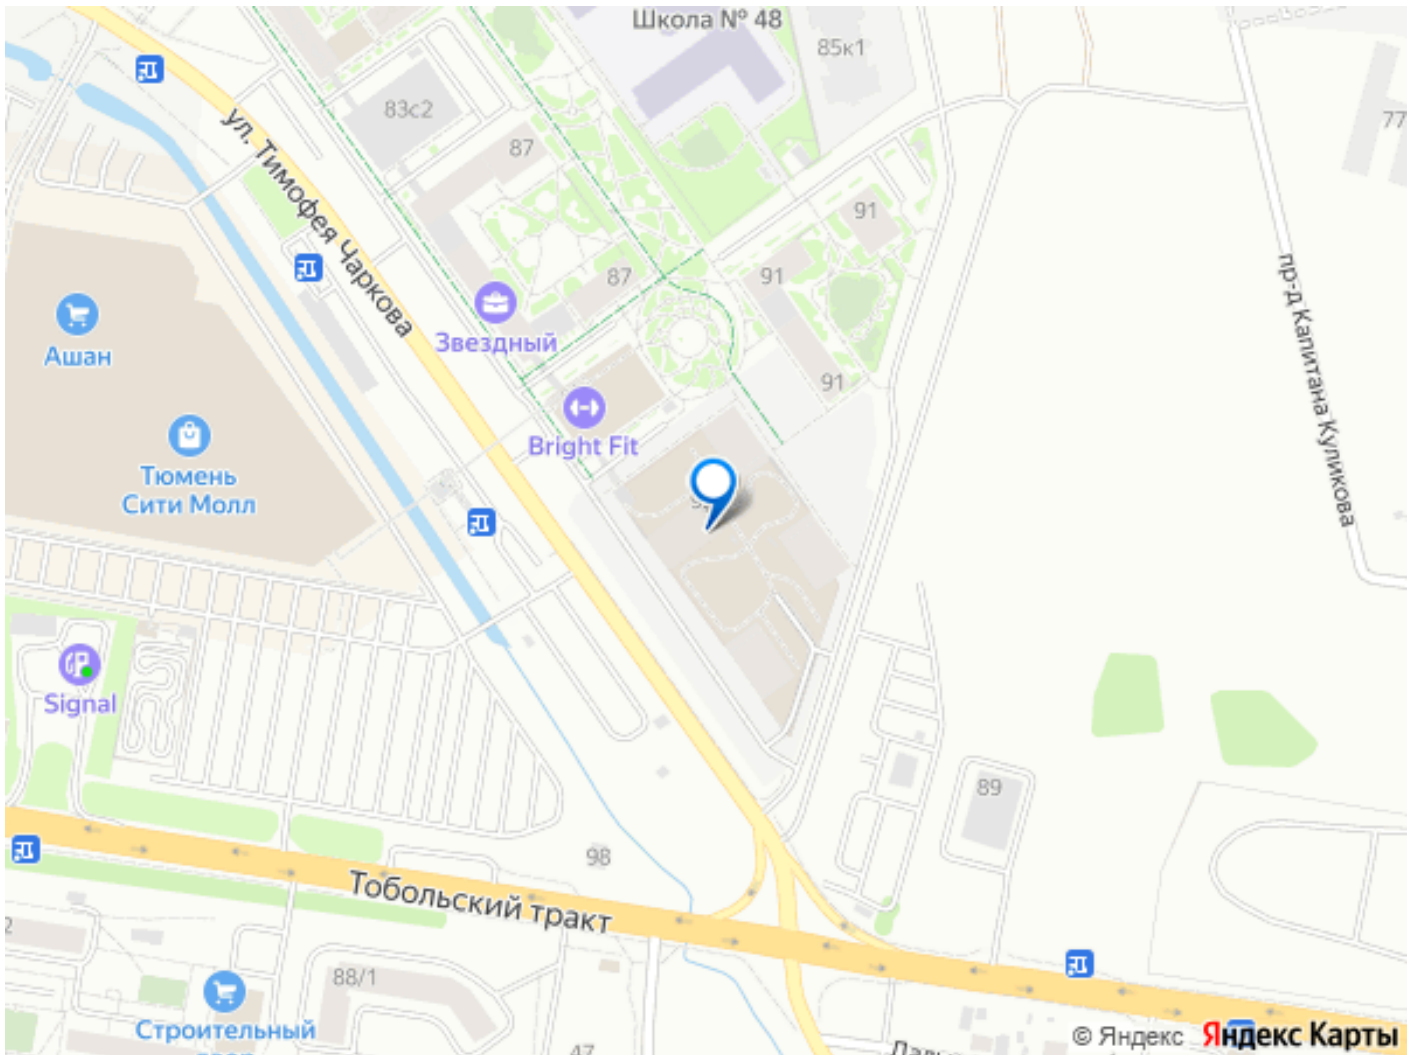 Школа № 48
85к1
83с2
77
ул. Тимофея Чаркова
87
91
87
91
пр-д Капитана Куликова
Звездный
Ашан
91
Bright Fit
Тюмень
Сити Молл
Signal
89
98
Тобольский тракт
88/1
Строительный
47
© Яндекс Яндекс Карты